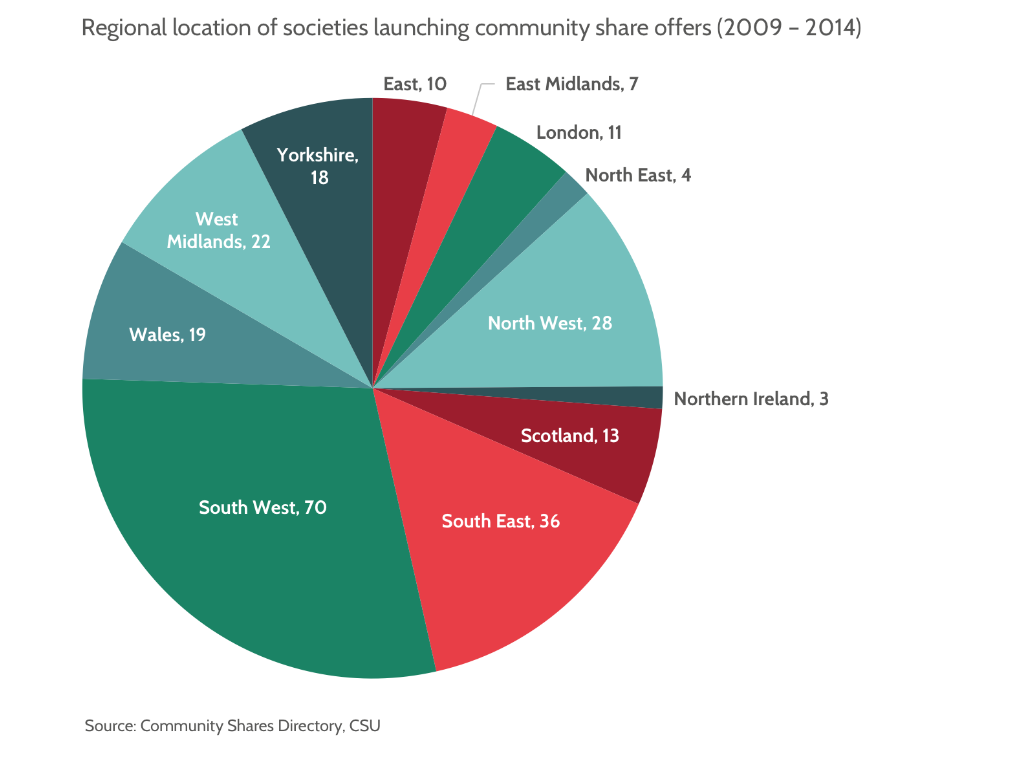 Regional location of societies launching community share offers (2009 – 2014)
East, 10
East Midlands, 7
London, 11
North East, 4
North West, 28
Northern Ireland, 3
Scotland, 13
South East, 36
South West, 70
Wales, 19
West
Midlands, 22
Yorkshire,
18
Source: Community Shares Directory, CSU